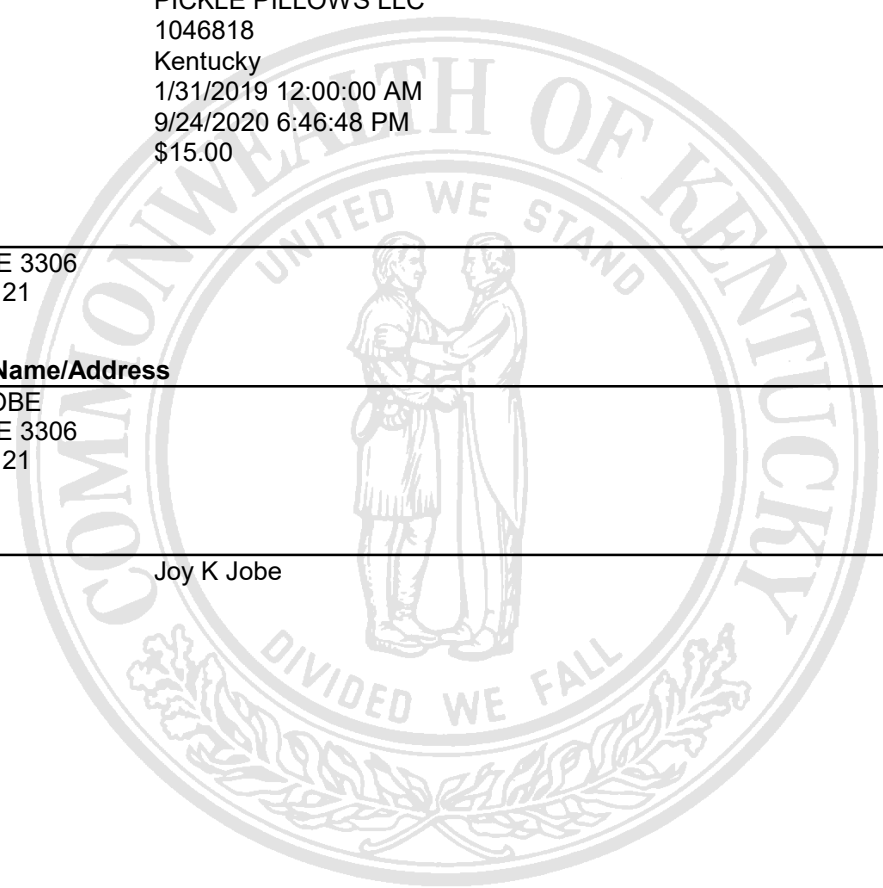 PICKLE PILLOWS LLC
1046818
Kentucky
1/31/2019 12:00:00 AM
9/24/2020 6:46:48 PM
$15.00
E 3306
21
Name/Address
OBE
E 3306
21
Joy K Jobe
COMMONWEALTH OF KENTUCKY
UNITED WE STAND
DIVIDED WE FALL